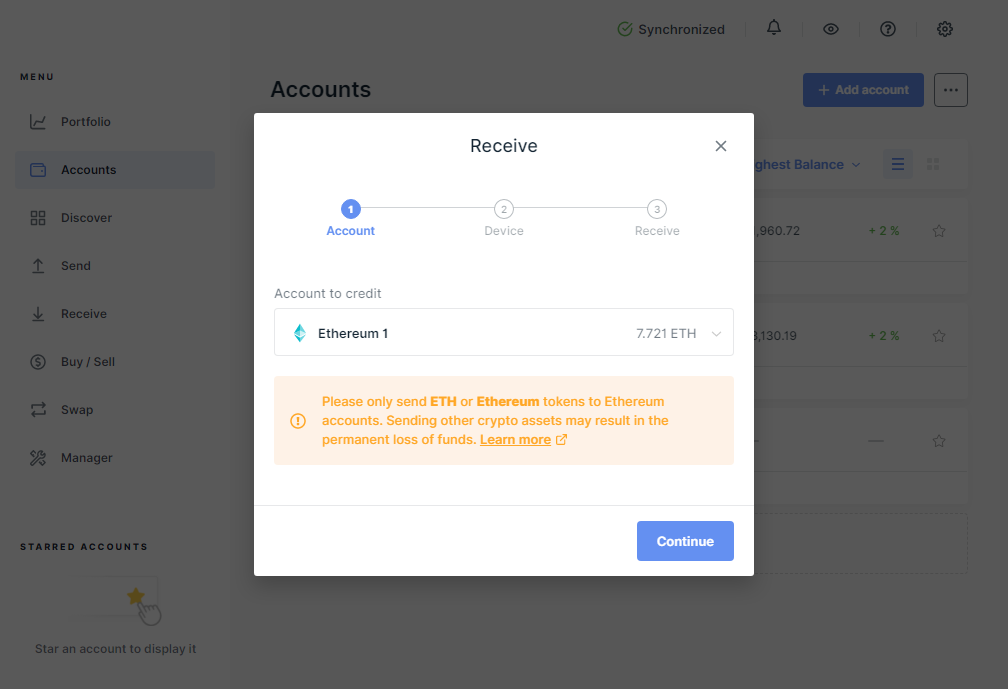 Synchronized
MENU
Accounts
Add account
Portfolio
Accounts
Discover
Send
Receive
Buy / Sell
Swap
Manager
STARRED ACCOUNTS
Star an account to display it
Receive
1
2
3
Account
Device
Receive
Account to credit
Ethereum 1
7.721 ETH
Please only send ETH or Ethereum tokens to Ethereum
accounts. Sending other crypto assets may result in the
permanent loss of funds. Learn more
Continue
Balance
,960.72
+ 2 %
,130.19
+ 2 %